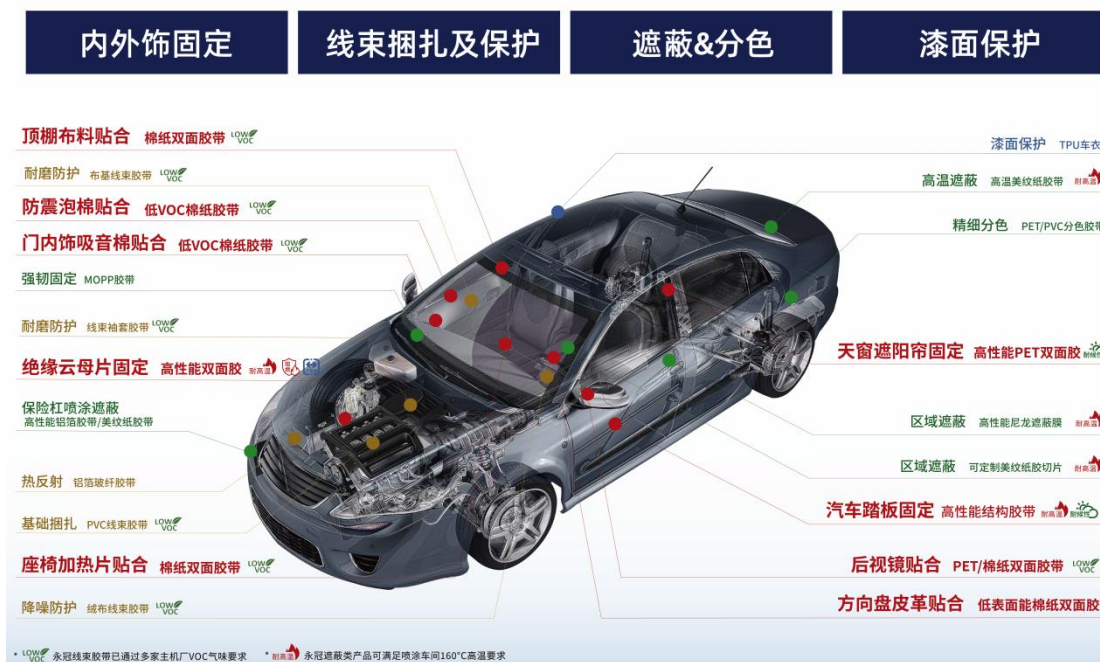 内外饰固定
线束捆扎及保护
遮蔽&分色
漆面保护
顶棚布料贴合 棉纸双面胶带 LOW VOC
耐磨防护 布基线束胶带 LOW VOC
防震泡棉贴合 低VOC棉纸胶带 LOW VOC
门内饰吸音棉贴合 低VOC棉纸胶带 LOW VOC
强韧固定 MOPP胶带
耐磨防护 线束袖套胶带 LOW VOC
绝缘云母片固定 高性能双面胶 耐高温
保险杠喷涂遮蔽
高性能铝箔胶带/美纹纸胶带
热反射 铝箔玻纤胶带
基础捆扎 PVC线束胶带 LOW VOC
座椅加热片贴合 棉纸双面胶带 LOW VOC
降噪防护 绒布线束胶带 LOW VOC
漆面保护 TPU车衣
高温遮蔽 高温美纹纸胶带 耐高温
精细分色 PET/PVC分色胶带
天窗遮阳帘固定 高性能PET双面胶 耐候性
区域遮蔽 高性能尼龙遮蔽膜 耐高温
区域遮蔽 可定制美纹纸胶切片 耐高温
汽车踏板固定 高性能结构胶带 耐高温 耐候性
后视镜贴合 PET/棉纸双面胶带 LOW VOC
方向盘皮革贴合 低表面能棉纸双面胶
* LOW VOC 永冠线束胶带已通过多家主机厂VOC气味要求 * 耐高温 永冠遮蔽类产品可满足喷涂车间160°C高温要求